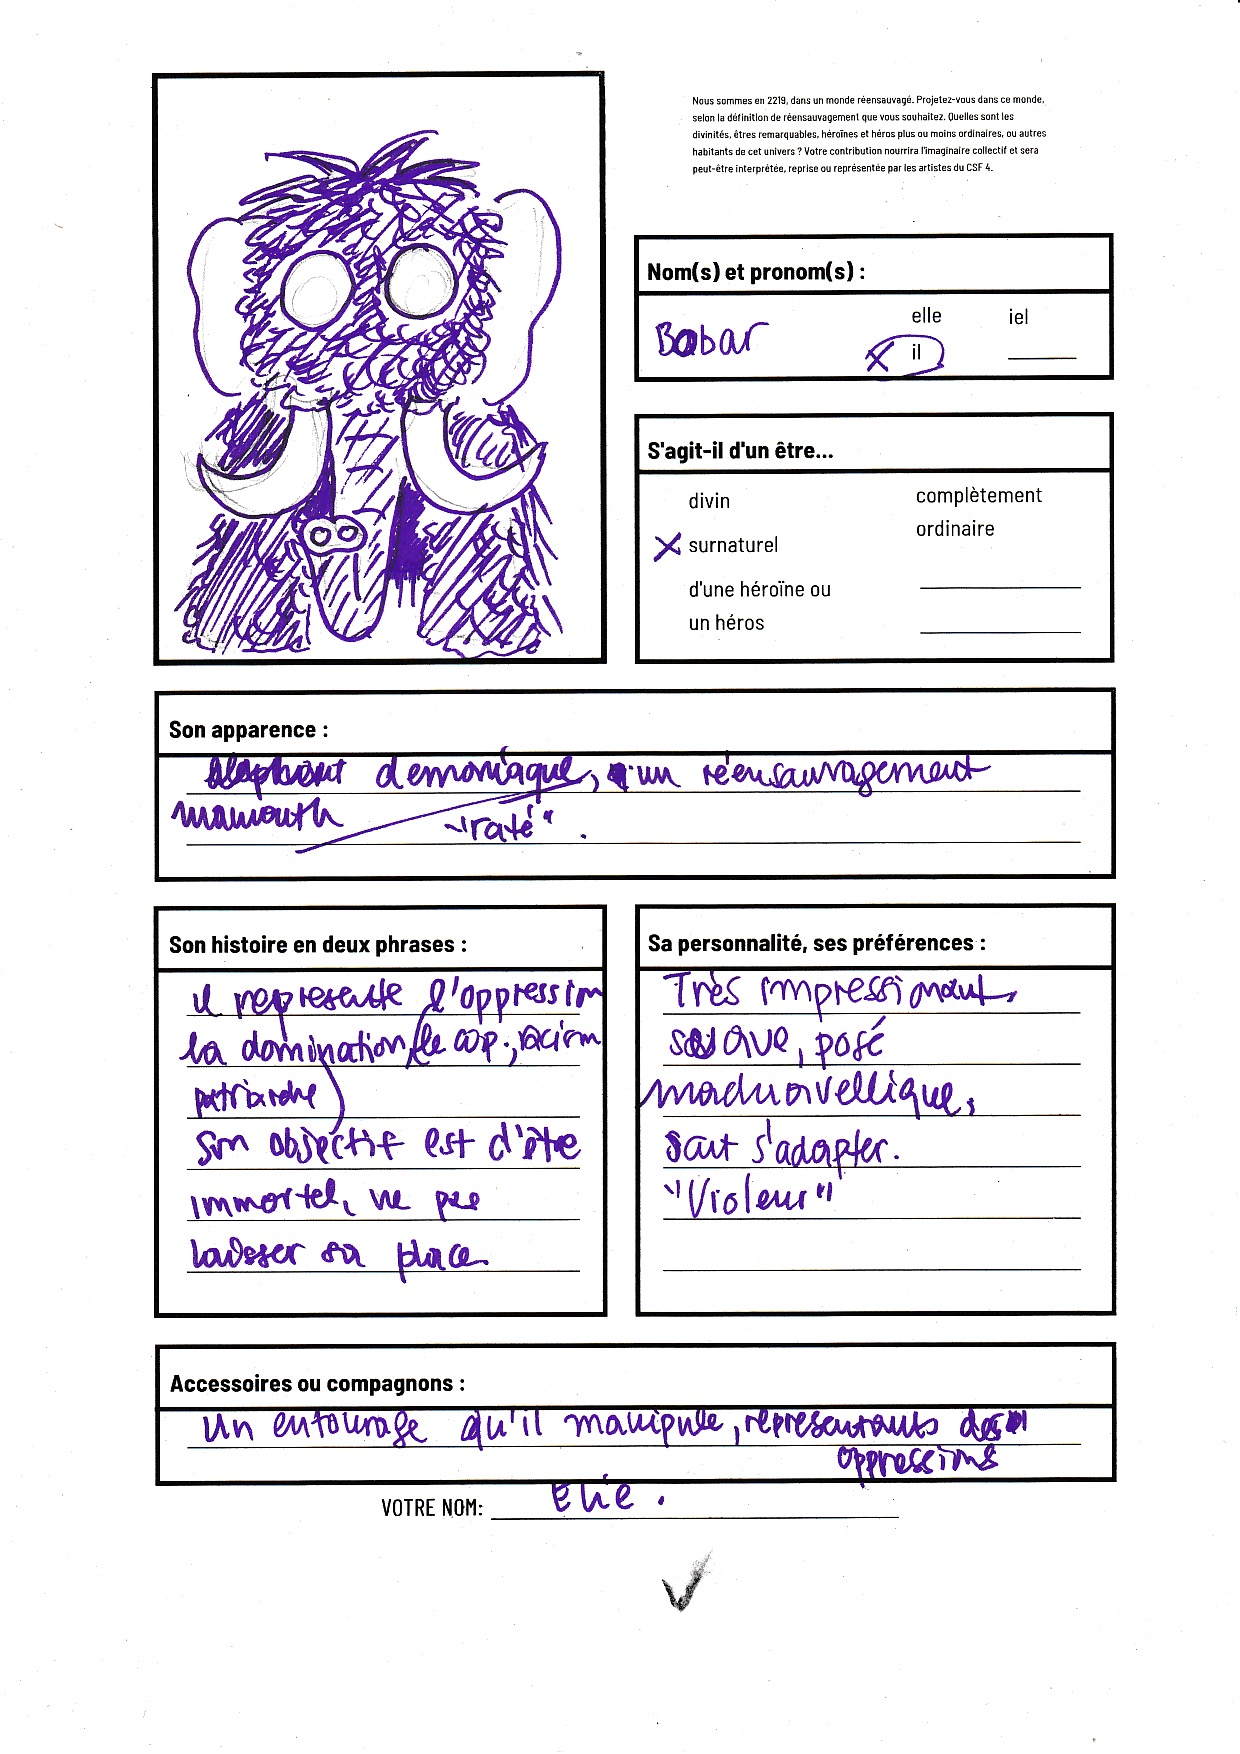 Nous sommes en 2219, dans un monde réensauvagé. Projetez-vous dans ce monde,
selon la définition de réensauvagement que vous souhaitez. Quelles sont les
divinités, êtres remarquables, héroïnes et héros plus ou moins ordinaires, ou autres
habitants de cet univers ? Votre contribution nourrira l'imaginaire collectif et sera
peut-être interprétée, reprise ou représentée par les artistes du CSF 4.
Nom(s) et pronom(s) :
Babar
elle
iel
X il
S'agit-il d'un être...
divin
complètement
ordinaire
X surnaturel
d'une héroïne ou
un héros
Son apparence :
demoniaque, un réensauvagement
mamouth
"raté".
Son histoire en deux phrases :
il represente l'oppression
la domination (le cap., racism
patriarche)
Son objectif est d'être
immortel, ne pas
laisser sa place
Sa personnalité, ses préférences :
Très impressionant,
suave, posé
machiavellique,
sait s'adapter.
"Violeur"
Accessoires ou compagnons :
Un entourage qu'il manipule, representants des
oppressions
VOTRE NOM: Elie.